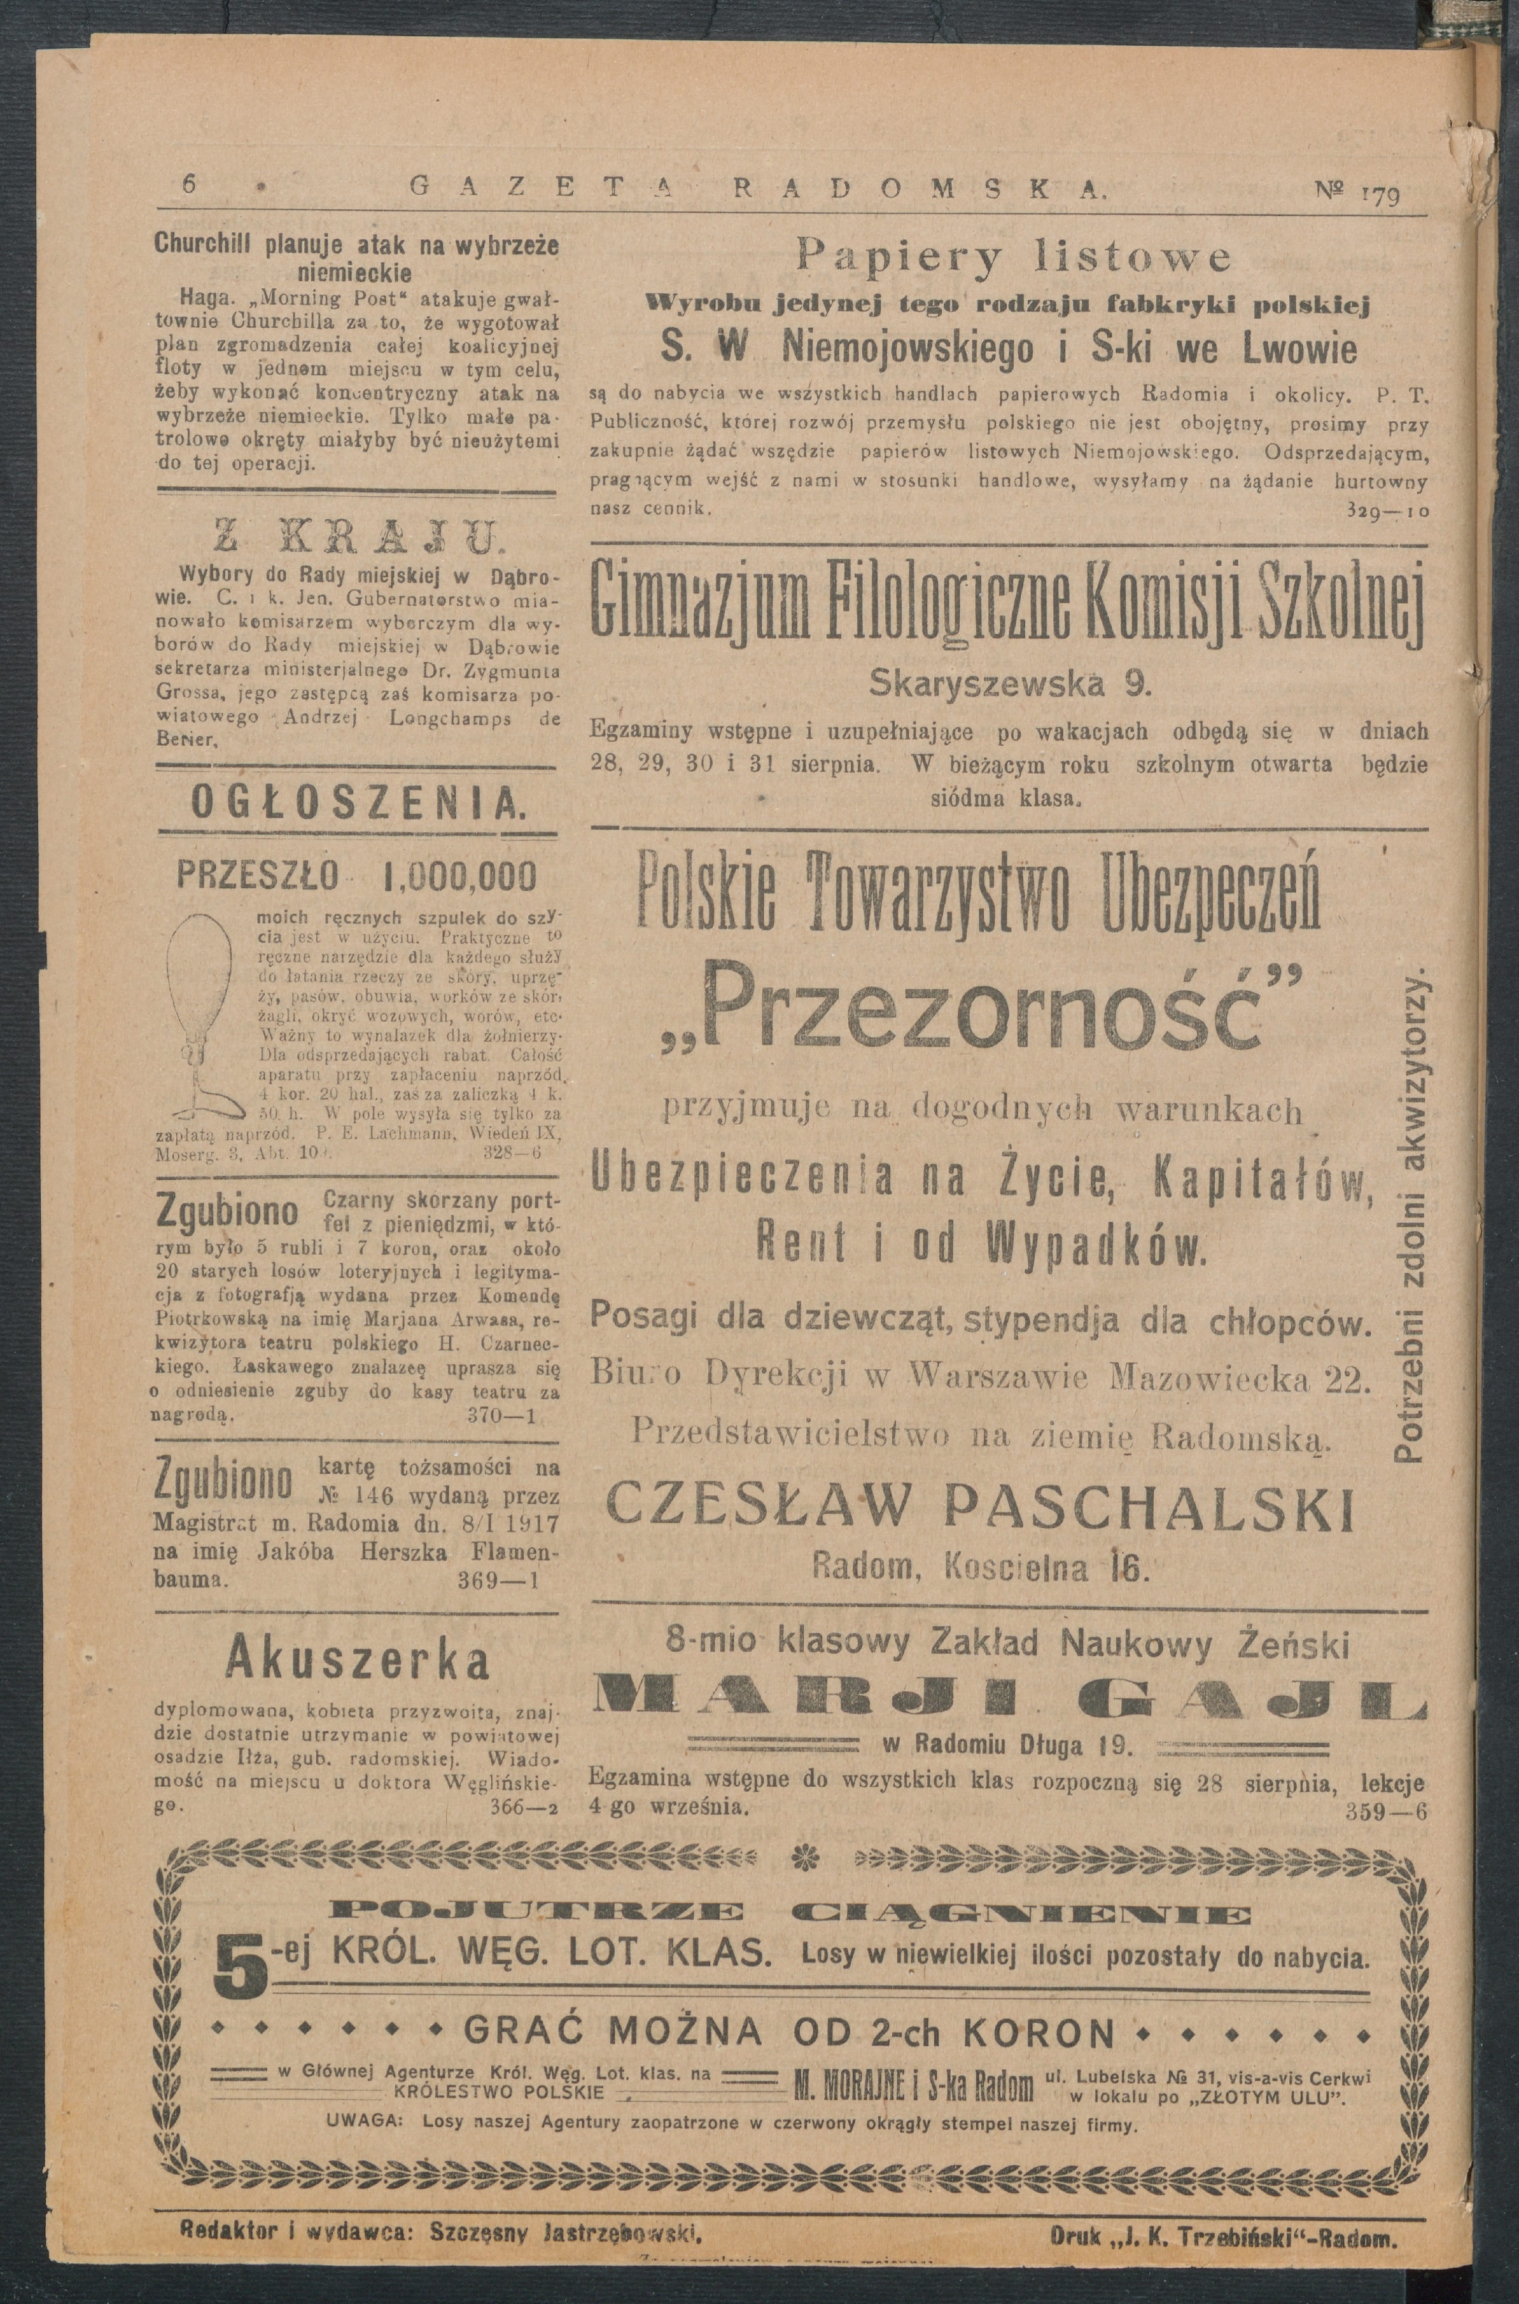 6
GAZETA RADOMSKA.
№ 179
Churchill planuje atak na wybrzeże
niemieckie
Haga. „Morning Post“ atakuje gwał-
townie Churchilla za to, że wygotował
plan zgromadzenia całej koalicyjnej
floty w jednem miejscu w tym celu,
żeby wykonać koncentryczny atak na
wybrzeże niemieckie. Tylko małe pa-
trolowe okręty miałyby być nieużytemi
do tej operacji.
Z KRAJU.
Wybory do Rady miejskiej w Dąbro-
wie. C. i k. Jen. Gubernatorstwo mia-
nowało komisarzem wyborczym dla wy-
borów do Rady miejskiej w Dąbrowie
sekretarza ministerjalnego Dr. Zygmunta
Grossa, jego zastępcą zaś komisarza po-
wiatowego Andrzej Longchamps de
Berier.
OGŁOSZENIA.
PRZESZŁO 1,000,000
moich ręcznych szpulek do szy-
cia jest w użyciu. Praktyczne to
ręczne narzędzie dla każdego służy
do łatania rzeczy ze skóry, uprzę-
ży, pasów, obuwia, worków ze skór,
żagli, okryć wozowych, worów, etc.
Ważny to wynalazek dla żołnierzy.
Dla odsprzedających rabat. Całość
aparatu przy zapłaceniu naprzód,
4 kor. 20 hal., zaś za zaliczką 4 k.
50. h. W pole wysyła się tylko za
zapłatą naprzód. P. E. Lachmann, Wiedeń IX,
Moserg. 3, Abt. 328—6
Zgubiono Czarny skórzany port-
fel z pieniędzmi, w któ-
rym było 5 rubli i 7 koron, oraz około
20 starych losów loteryjnych i legityma-
cja z fotografją wydana przez Komendę
Piotrkowską na imię Marjana Arwasa, re-
kwizytora teatru polskiego H. Czarnec-
kiego. Łaskawego znalazcę uprasza się
o odniesienie zguby do kasy teatru za
nagrodą. 370—1
Zgubiono kartę tożsamości na
№ 146 wydaną przez
Magistrat m. Radomia dn. 8/I 1917
na imię Jakóba Herszka Flamen-
bauma. 369—1
Akuszerka
dyplomowana, kobieta przyzwoita, znaj-
dzie dostatnie utrzymanie w powiatowej
osadzie Iłża, gub. radomskiej. Wiado-
mość na miejscu u doktora Węglińskie-
go. 366—2
Papiery listowe
Wyrobu jedynej tego rodzaju fabkryki polskiej
S. W Niemojowskiego i S-ki we Lwowie
są do nabycia we wszystkich handlach papierowych Radomia i okolicy. P. T.
Publiczność, której rozwój przemysłu polskiego nie jest obojętny, prosimy przy
zakupnie żądać wszędzie papierów listowych Niemojowskiego. Odsprzedającym,
pragnącym wejść z nami w stosunki handlowe, wysyłamy na żądanie hurtowny
nasz cennik. 329—10
Gimnazjum Filologiczne Komisji Szkolnej
Skaryszewska 9.
Egzaminy wstępne i uzupełniające po wakacjach odbędą się w dniach
28, 29, 30 i 31 sierpnia. W bieżącym roku szkolnym otwarta będzie
siódma klasa.
Polskie Towarzystwo Ubezpeczeń
„Przezorność”
przyjmuje na dogodnych warunkach
Ubezpieczenia na Życie, Kapitałów,
Rent i od Wypadków.
Posagi dla dziewcząt, stypendja dla chłopców.
Biuro Dyrekcji w Warszawie Mazowiecka 22.
Przedstawicielstwo na ziemię Radomską.
CZESŁAW PASCHALSKI
Radom, Koscielna 16.
Potrzebni zdolni akwizytorzy.
8-mio klasowy Zakład Naukowy Żeński
MARJI GAJL
w Radomiu Długa 19.
Egzamina wstępne do wszystkich klas rozpoczną się 28 sierpnia, lekcje
4 go września. 359—6
POJUTRZE CIĄGNIENIE
5-ej KRÓL. WĘG. LOT. KLAS. Losy w niewielkiej ilości pozostały do nabycia.
GRAĆ MOŻNA OD 2-ch KORON
w Głównej Agenturze Król. Węg. Lot. klas. na
KRÓLESTWO POLSKIE
M. MORAJNE i S-ka Radom
ul. Lubelska № 31, vis-a-vis Cerkwi
w lokalu po „ZŁOTYM ULU”.
UWAGA: Losy naszej Agentury zaopatrzone w czerwony okrągły stempel naszej firmy.
Redaktor i wydawca: Szczęsny Jastrzębowski.
Druk „J. K. Trzebiński“-Radom.